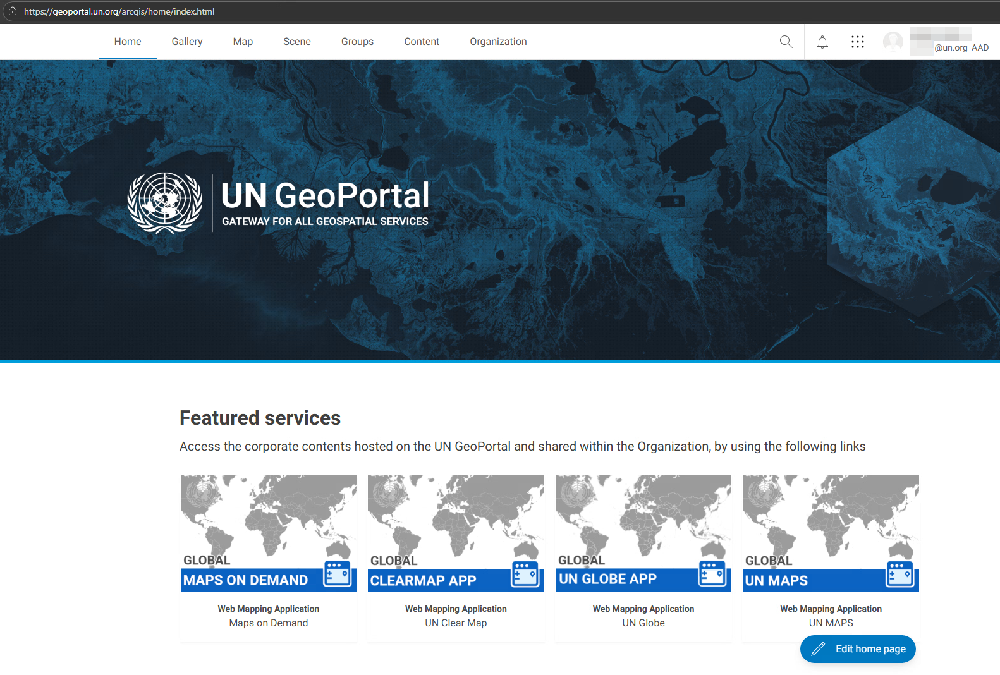 https://geoportal.un.org/arcgis/home/index.html
Home Gallery Map Scene Groups Content Organization
@un.org_AAD
UN GeoPortal
GATEWAY FOR ALL GEOSPATIAL SERVICES
Featured services
Access the corporate contents hosted on the UN GeoPortal and shared within the Organization, by using the following links
GLOBAL
MAPS ON DEMAND
Web Mapping Application
Maps on Demand
GLOBAL
CLEARMAP APP
Web Mapping Application
UN Clear Map
GLOBAL
UN GLOBE APP
Web Mapping Application
UN Globe
GLOBAL
UN MAPS
Web Mapping Application
UN MAPS
Edit home page